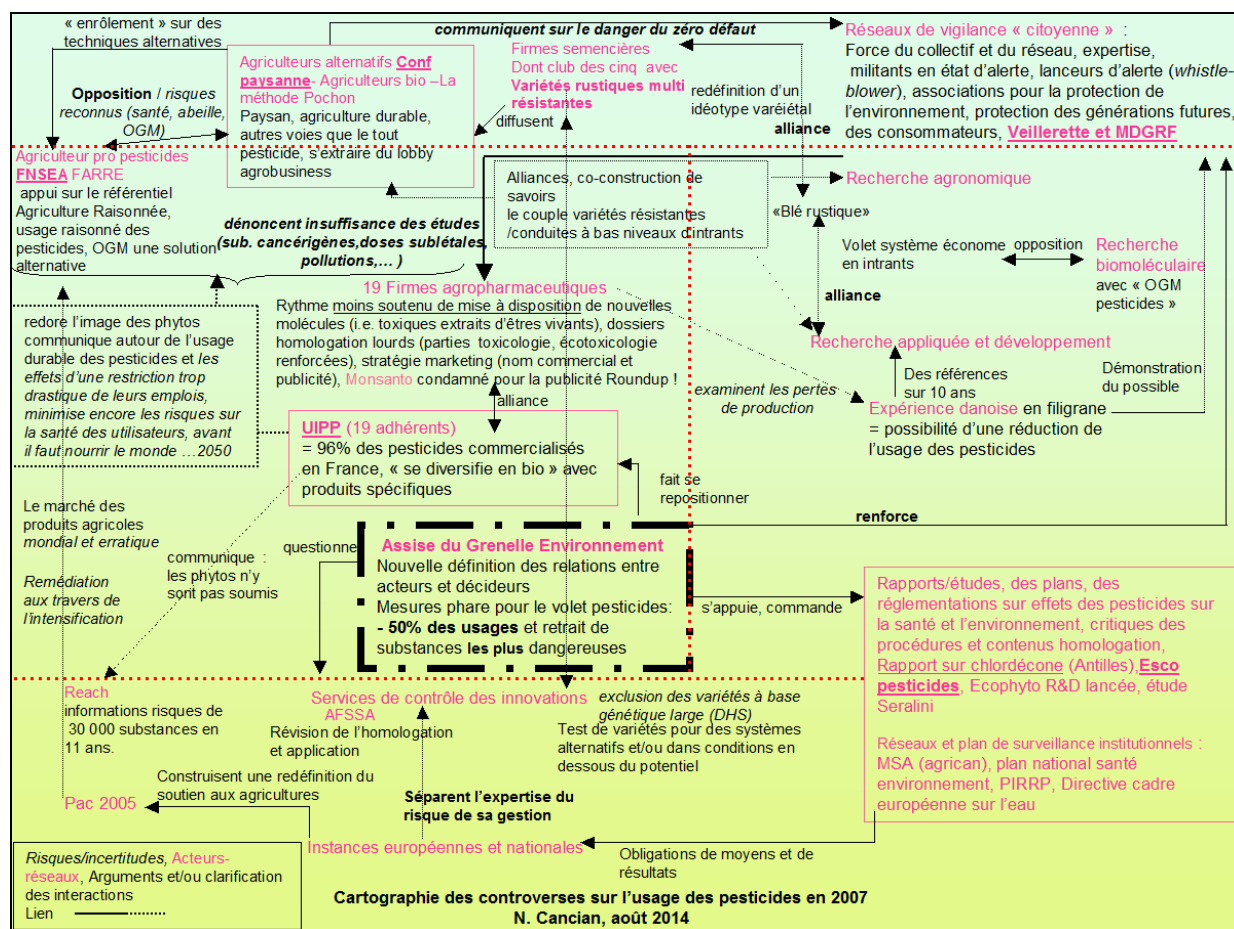 « enrôlement » sur des
techniques alternatives
communiquent sur le danger du zéro défaut
Opposition / risques
reconnus (santé, abeille,
OGM)
Agriculteurs alternatifs Conf
paysanne- Agriculteurs bio –La
méthode Pochon
Paysan, agriculture durable,
autres voies que le tout
pesticide, s'extraire du lobby
agrobusiness
Firmes semencières
Dont club des cinq avec
Variétés rustiques multi
résistantes
diffusent
redéfinition d'un
idéotype varéiétal
alliance
Réseaux de vigilance « citoyenne » :
Force du collectif et du réseau, expertise,
militants en état d'alerte, lanceurs d'alerte (whistle-
blower), associations pour la protection de
l'environnement, protection des générations futures,
des consommateurs, Veillerette et MDGRF
Agriculteur pro pesticides
FNSEA FARRE
appui sur le référentiel
Agriculture Raisonnée,
usage raisonné des
pesticides, OGM une solution
alternative
dénoncent insuffisance des études
(sub. cancérigènes,doses sublétales,
pollutions,... )
Alliances, co-construction de
savoirs
le couple variétés résistantes
/conduites à bas niveaux d'intrants
Recherche agronomique
«Blé rustique»
Volet système économe
en intrants
opposition
Recherche
biomoléculaire
avec « OGM
pesticides »
alliance
19 Firmes agropharmaceutiques
Rythme moins soutenu de mise à disposition de nouvelles
molécules (i.e. toxiques extraits d'êtres vivants), dossiers
homologation lourds (parties toxicologie, écotoxicologie
renforcées), stratégie marketing (nom commercial et
publicité), Monsanto condamné pour la publicité Roundup !
alliance
redore l'image des phytos
communique autour de l'usage
durable des pesticides et les
effets d'une restriction trop
drastique de leurs emplois,
minimise encore les risques sur
la santé des utilisateurs, avant
il faut nourrir le monde ...2050
Recherche appliquée et développement
Des références
sur 10 ans
Démonstration
du possible
examinent les pertes
de production
Expérience danoise en filigrane
= possibilité d'une réduction de
l'usage des pesticides
UIPP (19 adhérents)
= 96% des pesticides commercialisés
en France, « se diversifie en bio » avec
produits spécifiques
fait se
repositionner
renforce
Le marché des
produits agricoles
mondial et erratique
Remédiation
aux travers de
l'intensification
communique :
les phytos n'y
sont pas soumis
questionne
Assise du Grenelle Environnement
Nouvelle définition des relations entre
acteurs et décideurs
Mesures phare pour le volet pesticides:
- 50% des usages et retrait de
substances les plus dangereuses
s'appuie, commande
Rapports/études, des plans, des
réglementations sur effets des pesticides sur
la santé et l'environnement, critiques des
procédures et contenus homologation,
Rapport sur chlordécone (Antilles),Esco
pesticides, Ecophyto R&D lancée, étude
Seralini
Réseaux et plan de surveillance institutionnels :
MSA (agrican), plan national santé
environnement, PIRRP, Directive cadre
européenne sur l'eau
Reach
informations risques de
30 000 substances en
11 ans.
Services de contrôle des innovations
AFSSA
Révision de l'homologation
et application
exclusion des variétés à base
génétique large (DHS)
Test de variétés pour des systèmes
alternatifs et/ou dans conditions en
dessous du potentiel
Pac 2005
Construisent une redéfinition du
soutien aux agricultures
Séparent l'expertise du
risque de sa gestion
Instances européennes et nationales
Obligations de moyens et de
résultats
Risques/incertitudes, Acteurs-
réseaux, Arguments et/ou clarification
des interactions
Lien
Cartographie des controverses sur l'usage des pesticides en 2007
N. Cancian, août 2014